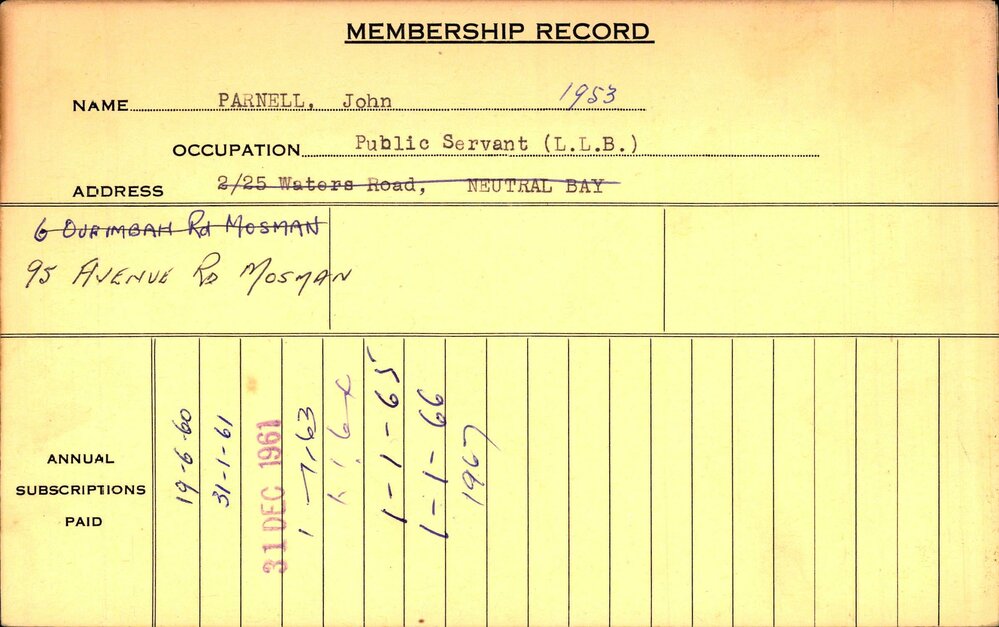 MEMBERSHIP RECORD
NAME PARNELL, John 1953
OCCUPATION Public Servant (L.L.B.)
ADDRESS 2/25 Waters Road, NEUTRAL BAY
6 OURIMBAH Rd MOSMAN
95 AVENUE RD MOSMAN
ANNUAL
SUBSCRIPTIONS
PAID
19-6-60
31-1-61
31 DEC 1961
1-7-63
1-1-65
1-1-66
1967